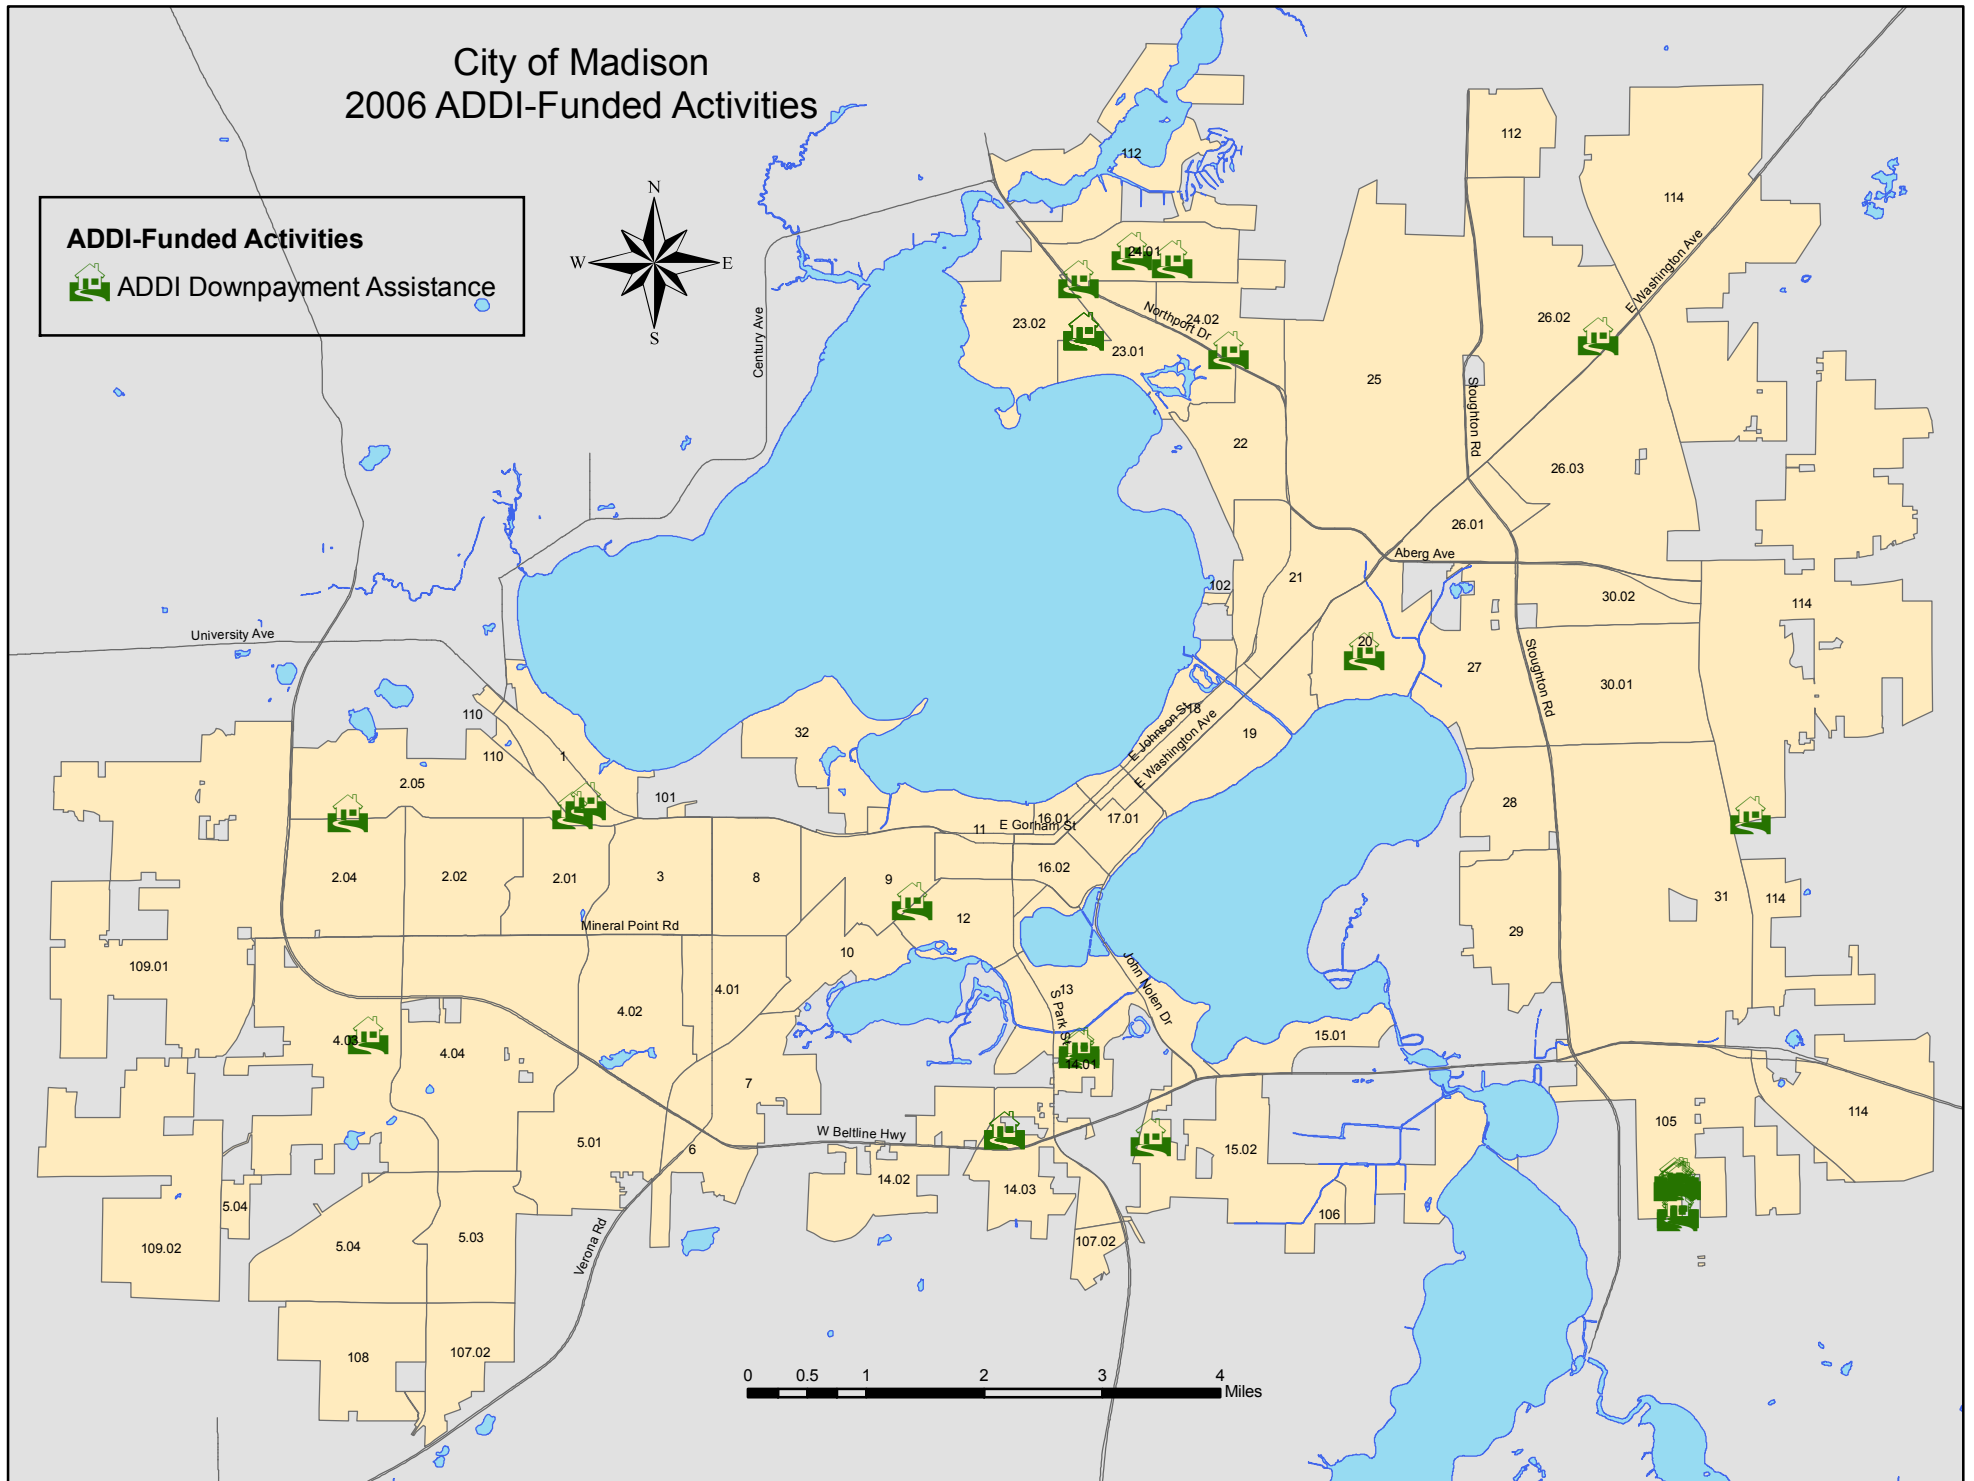 City of Madison
2006 ADDI-Funded Activities
ADDI-Funded Activities
ADDI Downpayment Assistance
N
W
E
S
112
112
114
24.01
Century Ave
23.02
Northport Dr
24.02
23.01
26.02
E Washington Ave
25
Stoughton Rd
22
26.03
26.01
Aberg Ave
21
102
30.02
114
University Ave
20
27
Stoughton Rd
30.01
110
110
1
32
E Johnson St
18
E Washington Ave
19
2.05
101
11
E Gorham St
16.01
17.01
28
2.04
2.02
2.01
3
8
9
16.02
12
31
114
Mineral Point Rd
10
29
109.01
4.01
4.02
13
S Park St
John Nolen Dr
4.03
4.04
14.01
15.01
7
W Beltline Hwy
5.01
6
15.02
105
114
14.02
14.03
5.04
106
109.02
5.04
5.03
Verona Rd
107.02
108
107.02
0 0.5 1 2 3 4
Miles